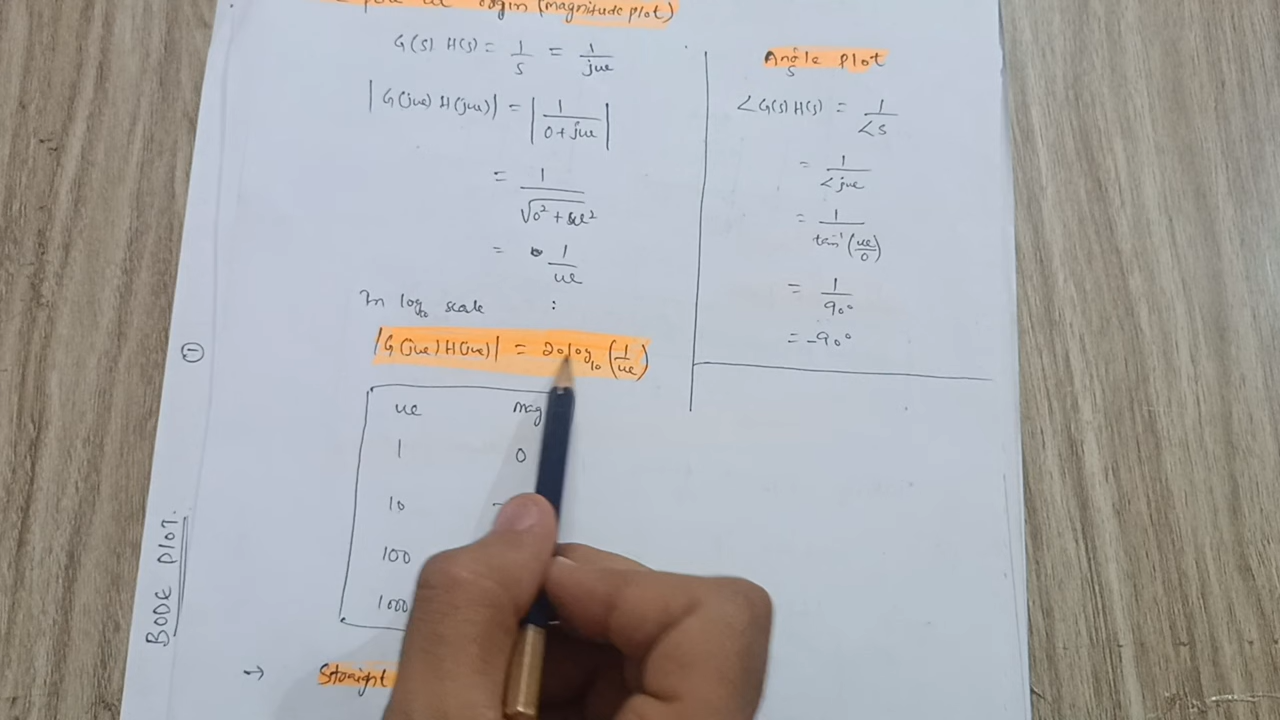 pole at origin (magnitude plot)
G(s) H(s) = 1/s = 1/jω
|G(jω) H(jω)| = |1/(0+jω)|
= 1/√(0²+ω²)
= 1/ω
In log₁₀ scale :
|G(jω)H(jω)| = 20log₁₀(1/ω)
ω mag
1 0
10 -
100
1000
→ Straight
Angle Plot
s
∠G(s)H(s) = 1/∠s
= 1/∠jω
= 1/tan⁻¹(ω/0)
= 1/90°
= -90°
①
BODE PLOT.